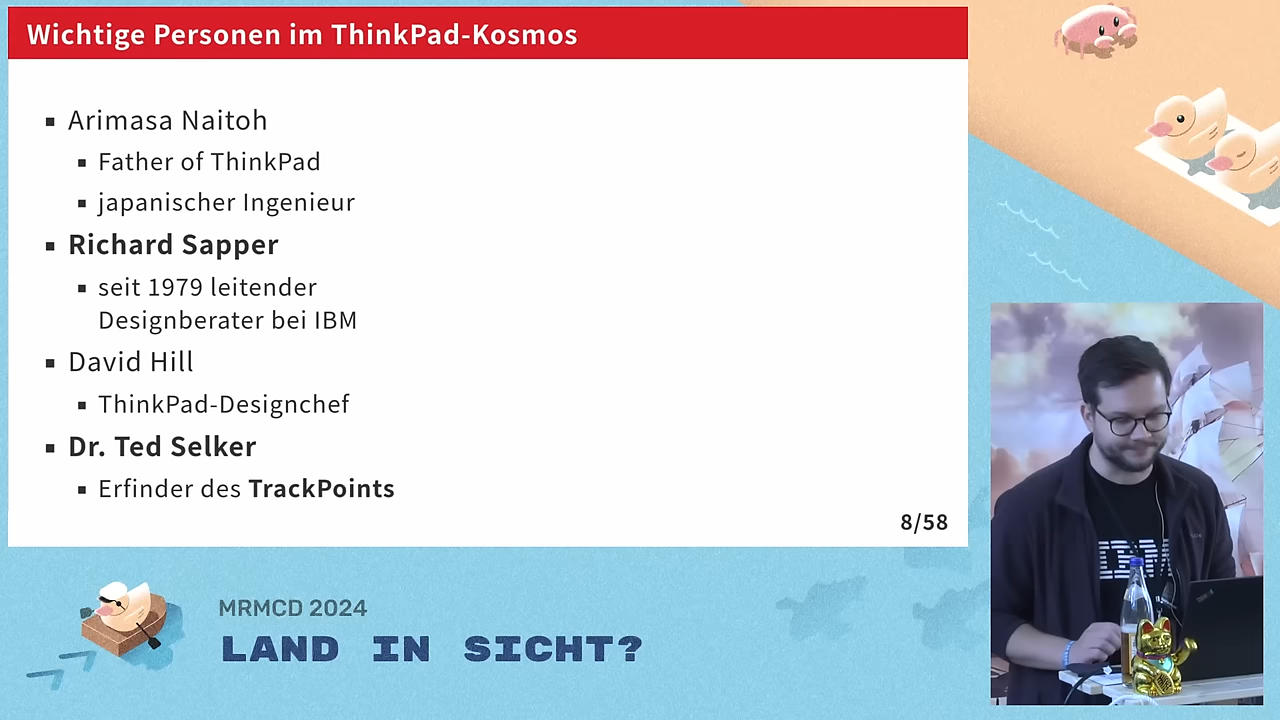 Wichtige Personen im ThinkPad-Kosmos
Arimasa Naitoh
Father of ThinkPad
japanischer Ingenieur
Richard Sapper
seit 1979 leitender
Designberater bei IBM
David Hill
ThinkPad-Designchef
Dr. Ted Selker
Erfinder des TrackPoints
8/58
MRMCD 2024
LAND IN SICHT?
IBM